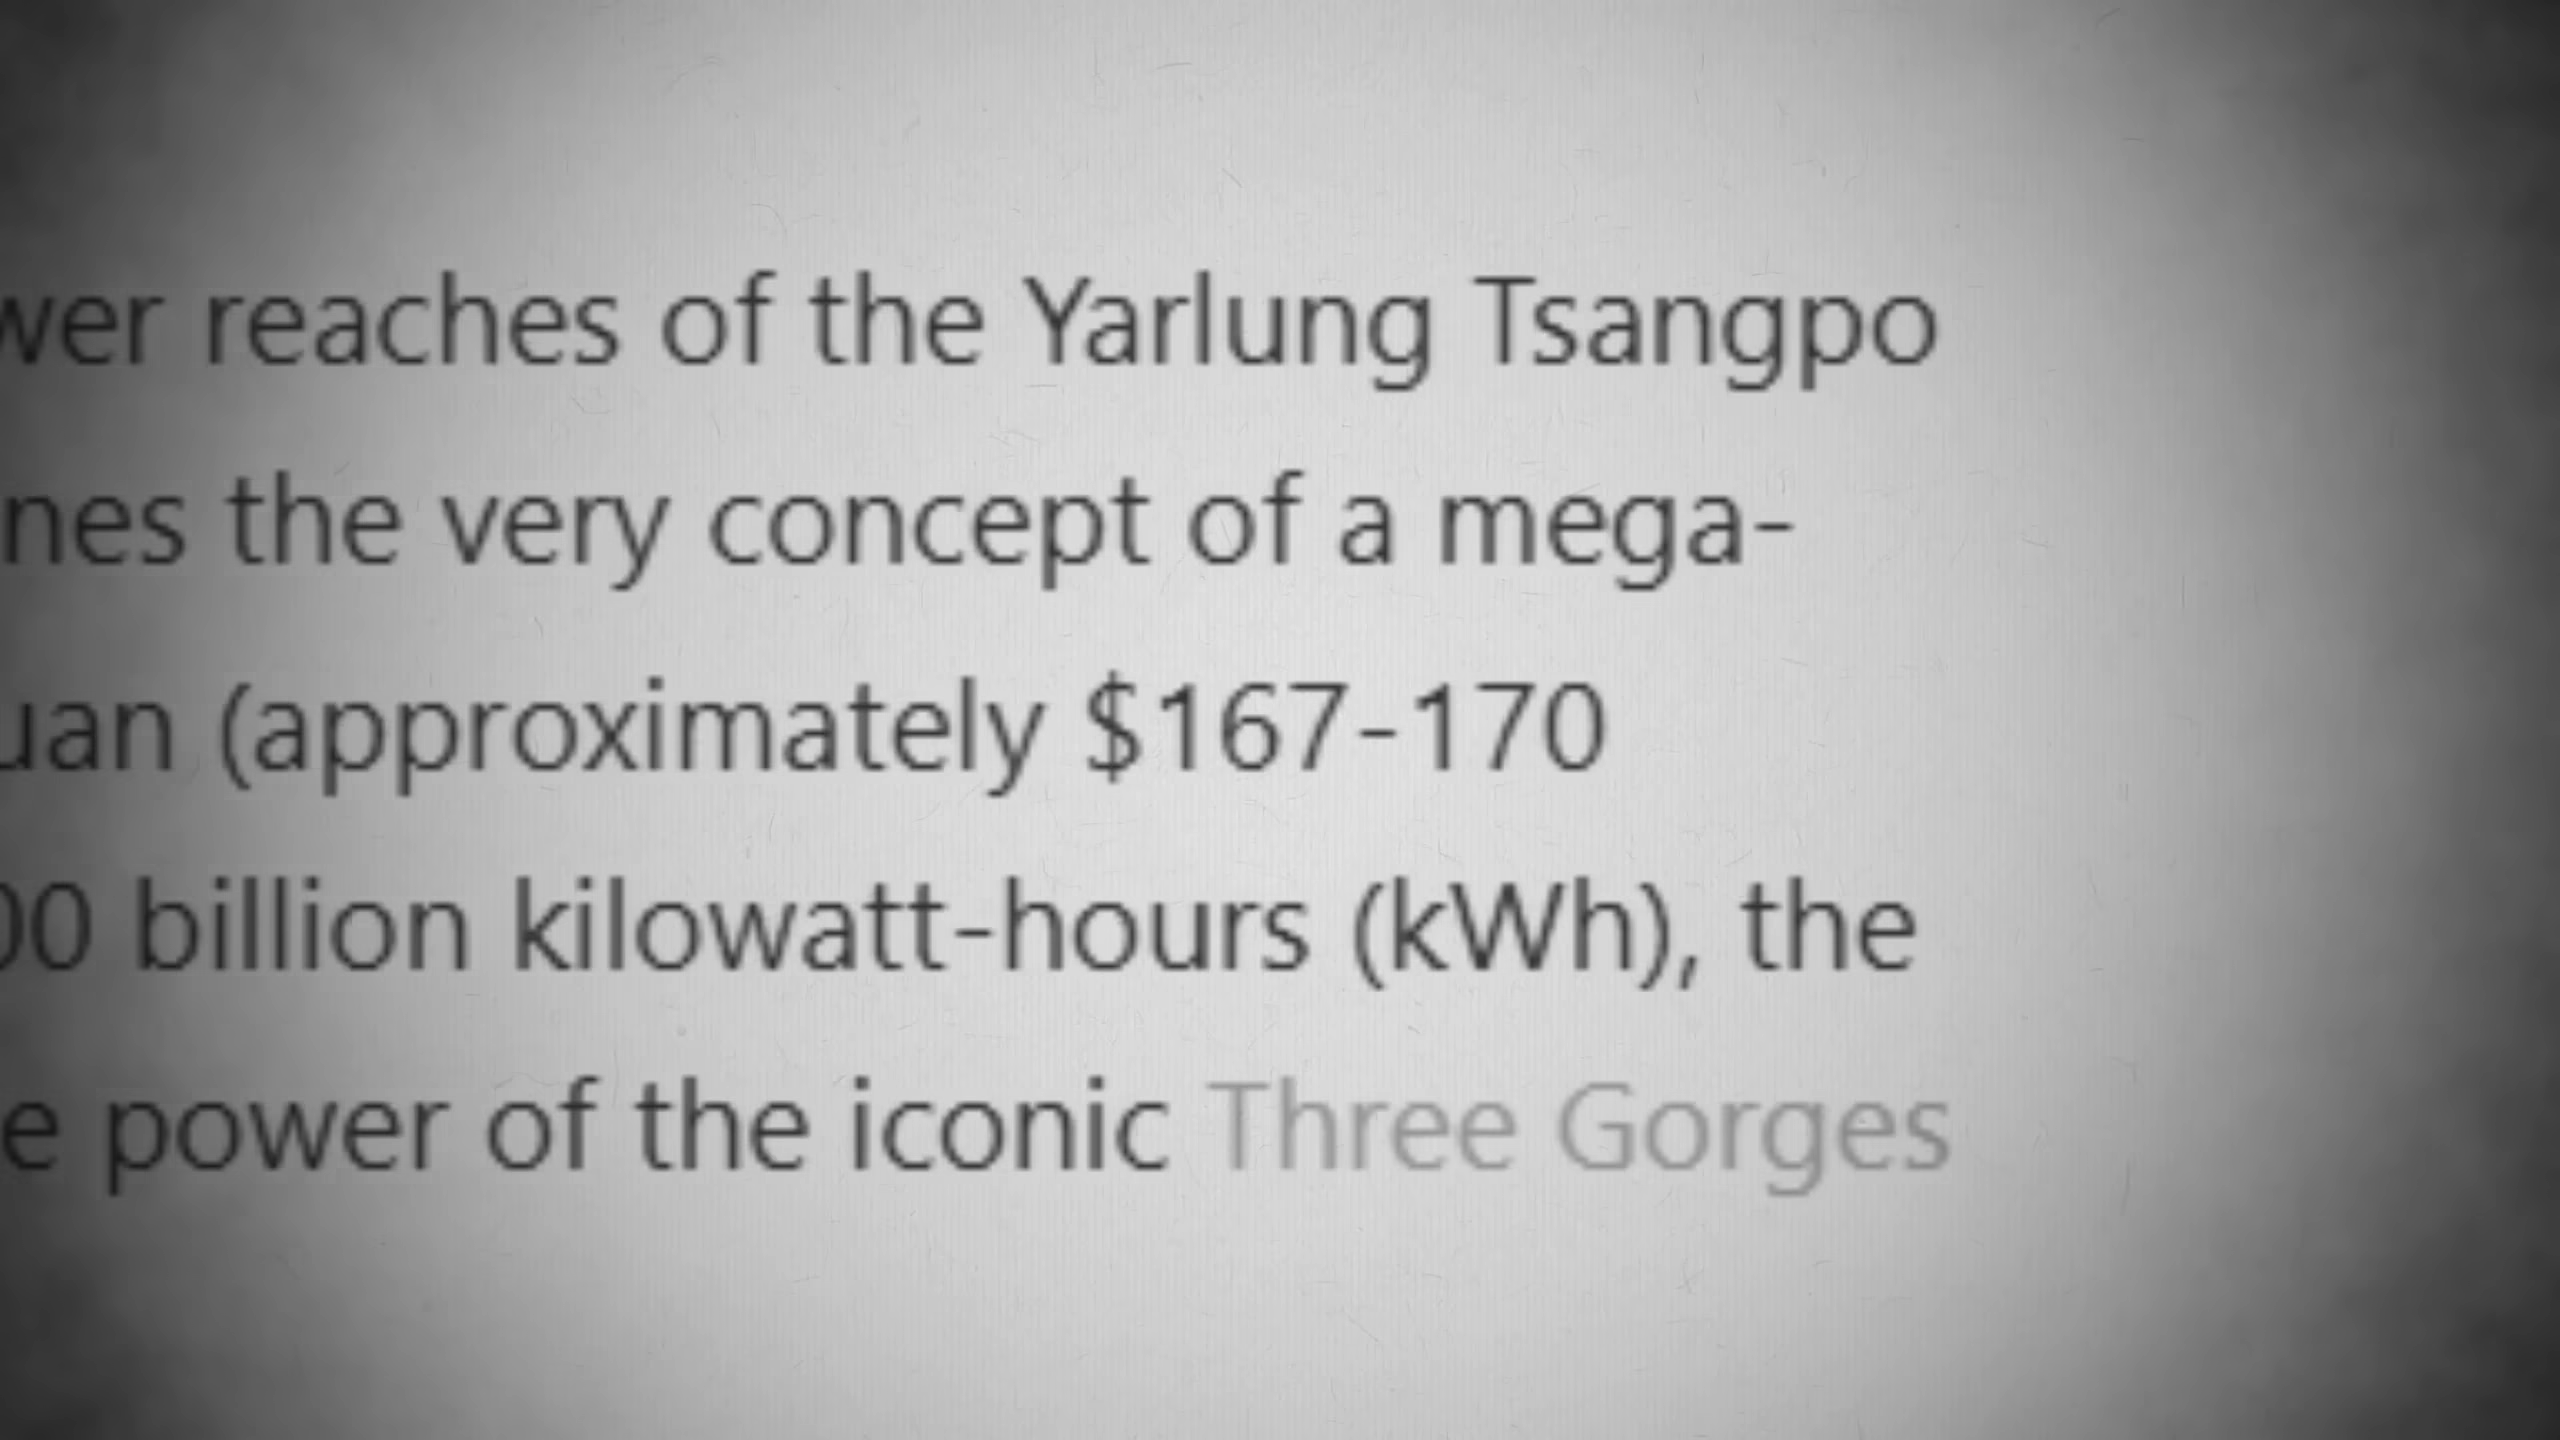 wer reaches of the Yarlung Tsangpo
nes the very concept of a mega-
uan (approximately $167-170
00 billion kilowatt-hours (kWh), the
e power of the iconic Three Gorges